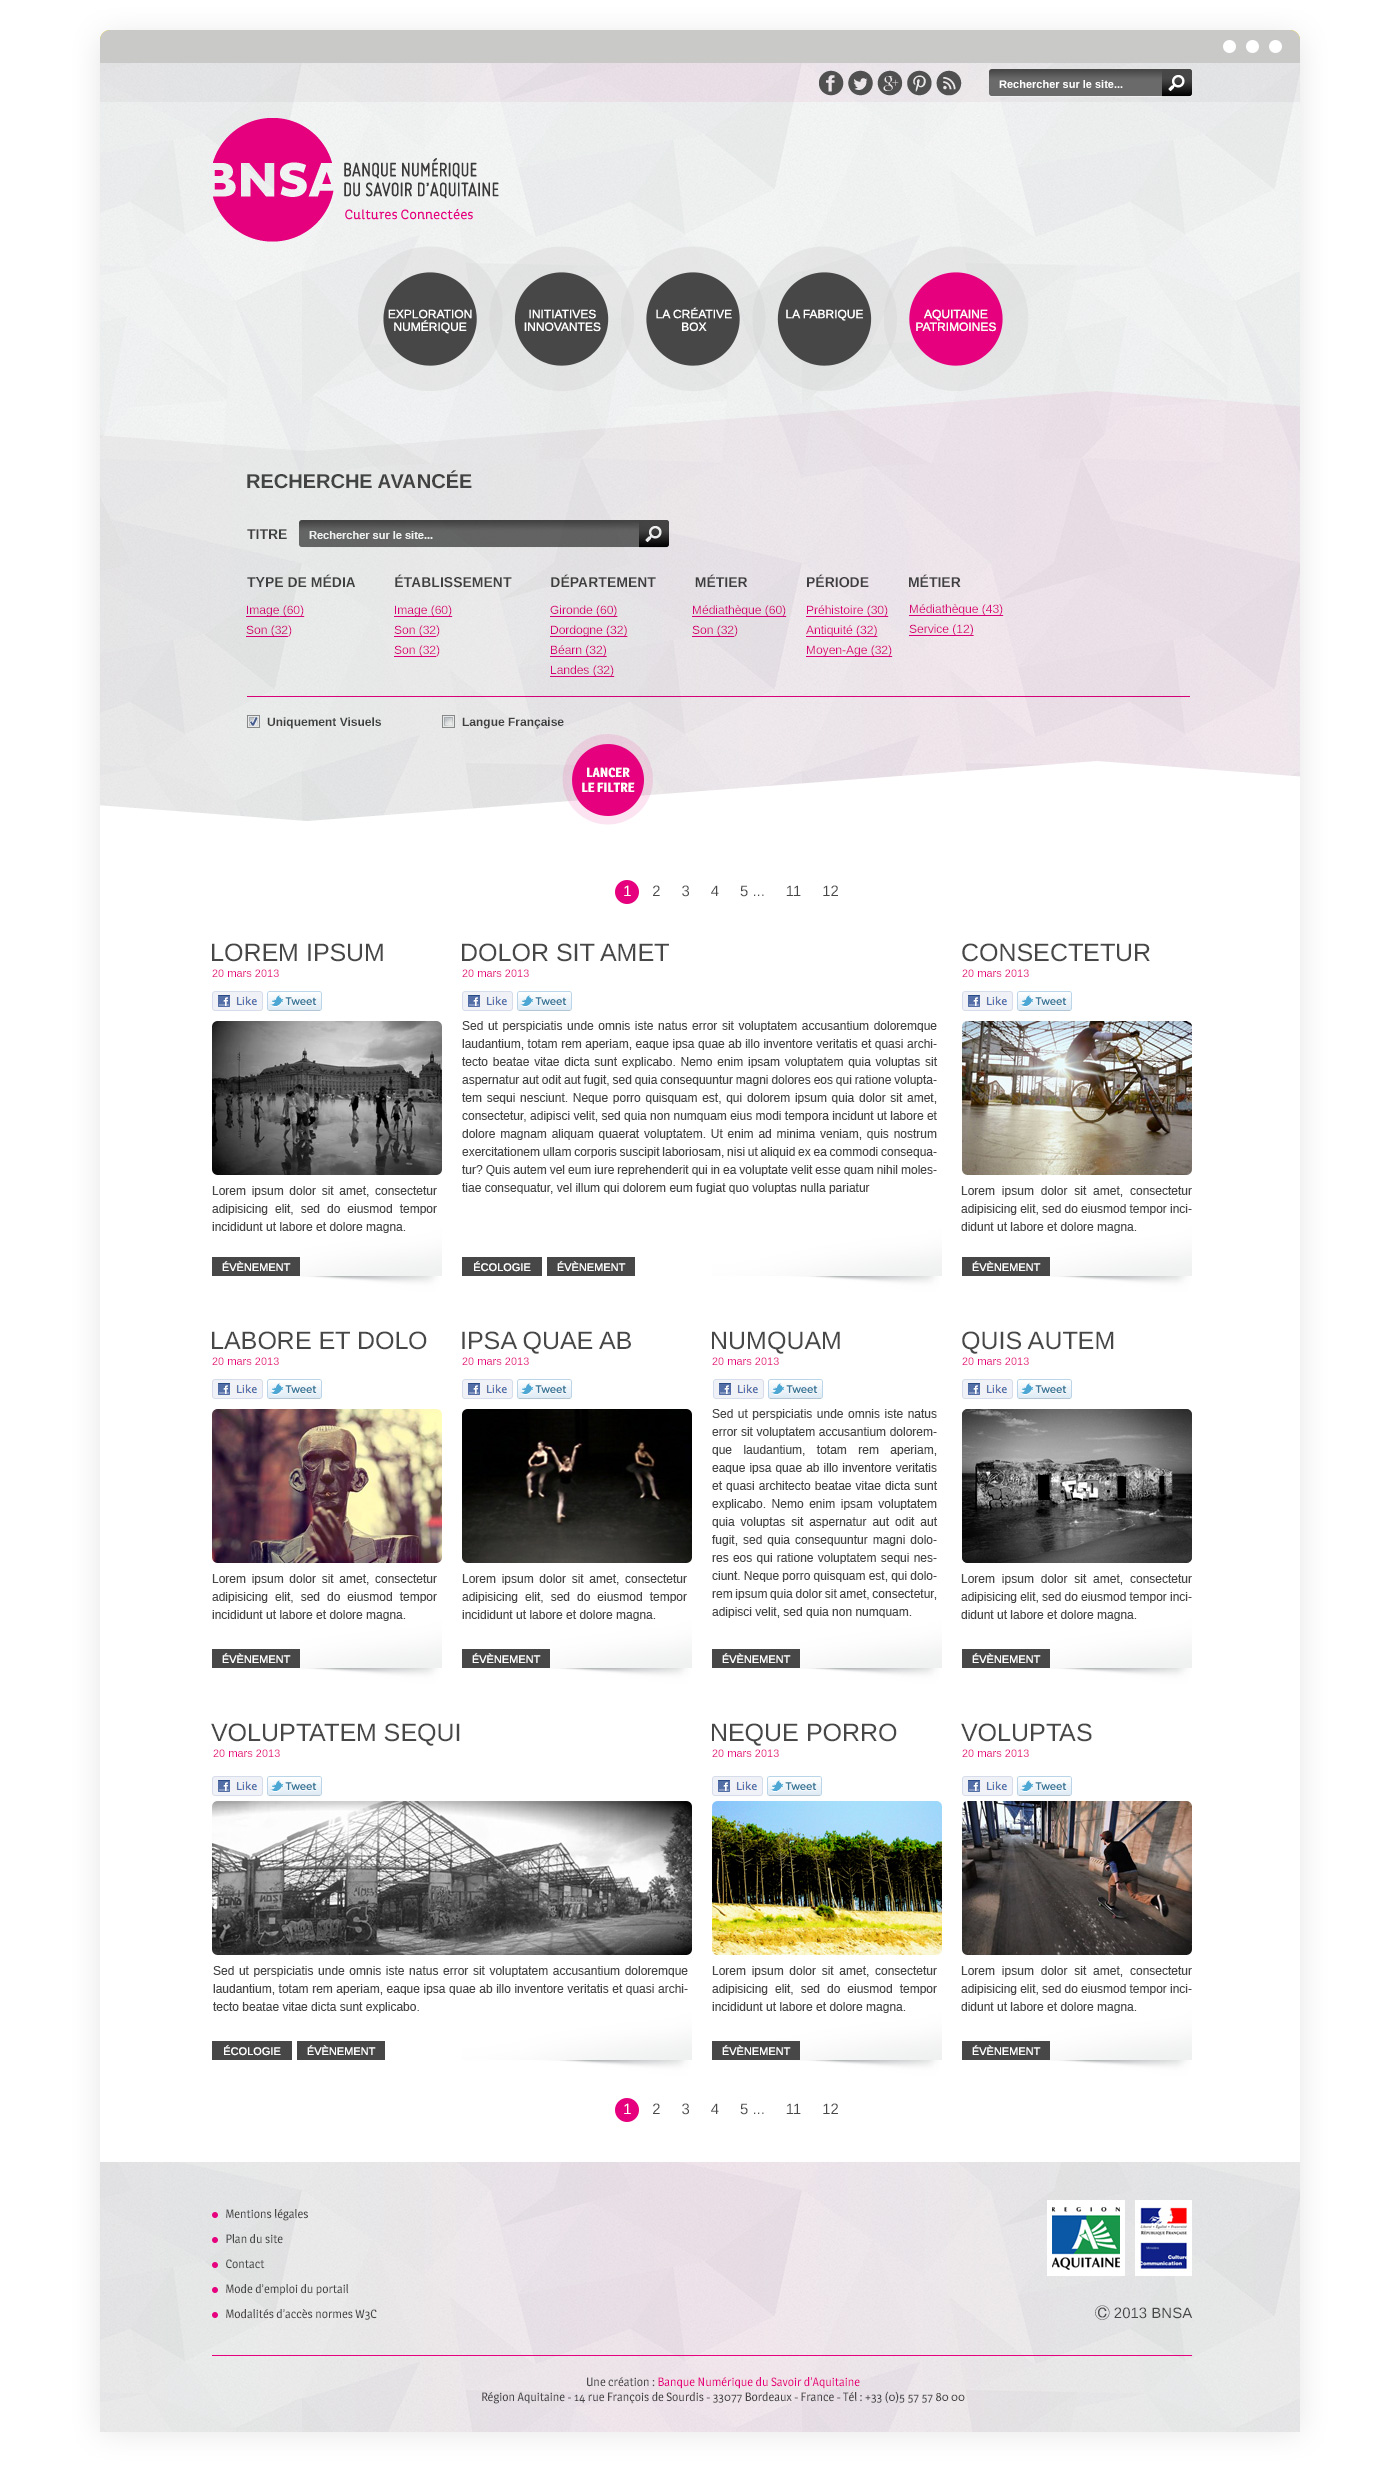 Rechercher sur le site...
BNSA
BANQUE NUMÉRIQUE
DU SAVOIR D'AQUITAINE
Cultures Connectées
EXPLORATION
NUMÉRIQUE
INITIATIVES
INNOVANTES
LA CRÉATIVE
BOX
LA FABRIQUE
AQUITAINE
PATRIMOINES
RECHERCHE AVANCÉE
TITRE
Rechercher sur le site...
TYPE DE MÉDIA
Image (60)
Son (32)
ÉTABLISSEMENT
Image (60)
Son (32)
Son (32)
DÉPARTEMENT
Gironde (60)
Dordogne (32)
Béarn (32)
Landes (32)
MÉTIER
Médiathèque (60)
Son (32)
PÉRIODE
Préhistoire (30)
Antiquité (32)
Moyen-Age (32)
MÉTIER
Médiathèque (43)
Service (12)
Uniquement Visuels
Langue Française
LANCER
LE FILTRE
1 2 3 4 5 ... 11 12
LOREM IPSUM
20 mars 2013
Like Tweet
Lorem ipsum dolor sit amet, consectetur
adipisicing elit, sed do eiusmod tempor
incididunt ut labore et dolore magna.
ÉVÈNEMENT
DOLOR SIT AMET
20 mars 2013
Like Tweet
Sed ut perspiciatis unde omnis iste natus error sit voluptatem accusantium doloremque
laudantium, totam rem aperiam, eaque ipsa quae ab illo inventore veritatis et quasi archi-
tecto beatae vitae dicta sunt explicabo. Nemo enim ipsam voluptatem quia voluptas sit
aspernatur aut odit aut fugit, sed quia consequuntur magni dolores eos qui ratione volupta-
tem sequi nesciunt. Neque porro quisquam est, qui dolorem ipsum quia dolor sit amet,
consectetur, adipisci velit, sed quia non numquam eius modi tempora incidunt ut labore et
dolore magnam aliquam quaerat voluptatem. Ut enim ad minima veniam, quis nostrum
exercitationem ullam corporis suscipit laboriosam, nisi ut aliquid ex ea commodi consequa-
tur? Quis autem vel eum iure reprehenderit qui in ea voluptate velit esse quam nihil moles-
tiae consequatur, vel illum qui dolorem eum fugiat quo voluptas nulla pariatur
ÉCOLOGIE ÉVÈNEMENT
CONSECTETUR
20 mars 2013
Like Tweet
Lorem ipsum dolor sit amet, consectetur
adipisicing elit, sed do eiusmod tempor inci-
didunt ut labore et dolore magna.
ÉVÈNEMENT
LABORE ET DOLO
20 mars 2013
Like Tweet
Lorem ipsum dolor sit amet, consectetur
adipisicing elit, sed do eiusmod tempor
incididunt ut labore et dolore magna.
ÉVÈNEMENT
IPSA QUAE AB
20 mars 2013
Like Tweet
Lorem ipsum dolor sit amet, consectetur
adipisicing elit, sed do eiusmod tempor
incididunt ut labore et dolore magna.
ÉVÈNEMENT
NUMQUAM
20 mars 2013
Like Tweet
Sed ut perspiciatis unde omnis iste natus
error sit voluptatem accusantium dolorem-
que laudantium, totam rem aperiam,
eaque ipsa quae ab illo inventore veritatis
et quasi architecto beatae vitae dicta sunt
explicabo. Nemo enim ipsam voluptatem
quia voluptas sit aspernatur aut odit aut
fugit, sed quia consequuntur magni dolo-
res eos qui ratione voluptatem sequi nes-
ciunt. Neque porro quisquam est, qui dolo-
rem ipsum quia dolor sit amet, consectetur,
adipisci velit, sed quia non numquam.
ÉVÈNEMENT
QUIS AUTEM
20 mars 2013
Like Tweet
Lorem ipsum dolor sit amet, consectetur
adipisicing elit, sed do eiusmod tempor inci-
didunt ut labore et dolore magna.
ÉVÈNEMENT
VOLUPTATEM SEQUI
20 mars 2013
Like Tweet
Sed ut perspiciatis unde omnis iste natus error sit voluptatem accusantium doloremque
laudantium, totam rem aperiam, eaque ipsa quae ab illo inventore veritatis et quasi archi-
tecto beatae vitae dicta sunt explicabo.
ÉCOLOGIE ÉVÈNEMENT
NEQUE PORRO
20 mars 2013
Like Tweet
Lorem ipsum dolor sit amet, consectetur
adipisicing elit, sed do eiusmod tempor
incididunt ut labore et dolore magna.
ÉVÈNEMENT
VOLUPTAS
20 mars 2013
Like Tweet
Lorem ipsum dolor sit amet, consectetur
adipisicing elit, sed do eiusmod tempor inci-
didunt ut labore et dolore magna.
ÉVÈNEMENT
1 2 3 4 5 ... 11 12
Mentions légales
Plan du site
Contact
Mode d'emploi du portail
Modalités d'accès normes W3C
REGION
AQUITAINE
RÉPUBLIQUE FRANÇAISE
Culture
Communication
© 2013 BNSA
Une création : Banque Numérique du Savoir d'Aquitaine
Région Aquitaine - 14 rue François de Sourdis - 33077 Bordeaux - France - Tél : +33 (0)5 57 57 80 00